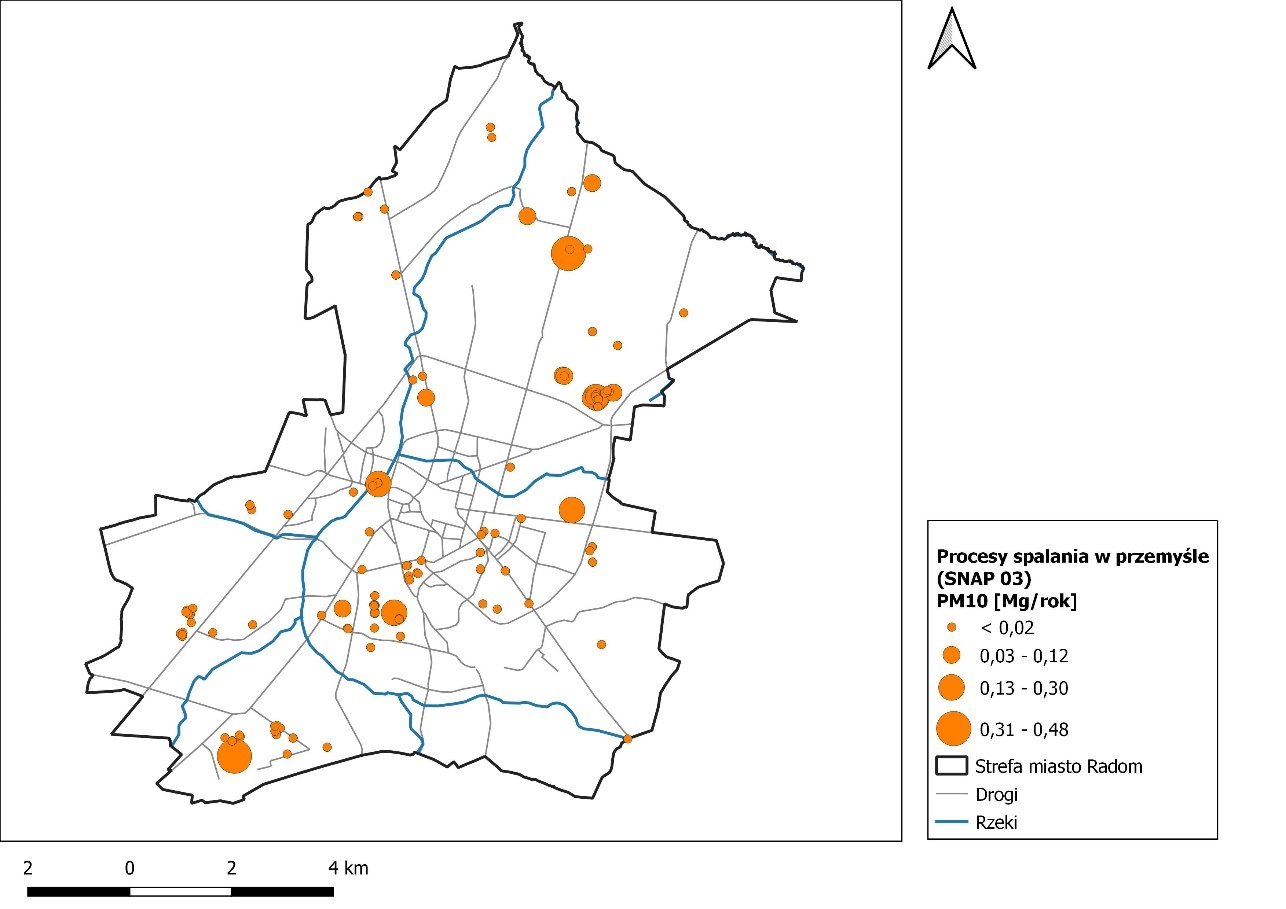 Procesy spalania w przemyśle
(SNAP 03)
PM10 [Mg/rok]
< 0,02
0,03 - 0,12
0,13 - 0,30
0,31 - 0,48
Strefa miasto Radom
Drogi
Rzeki
2 0 2 4 km